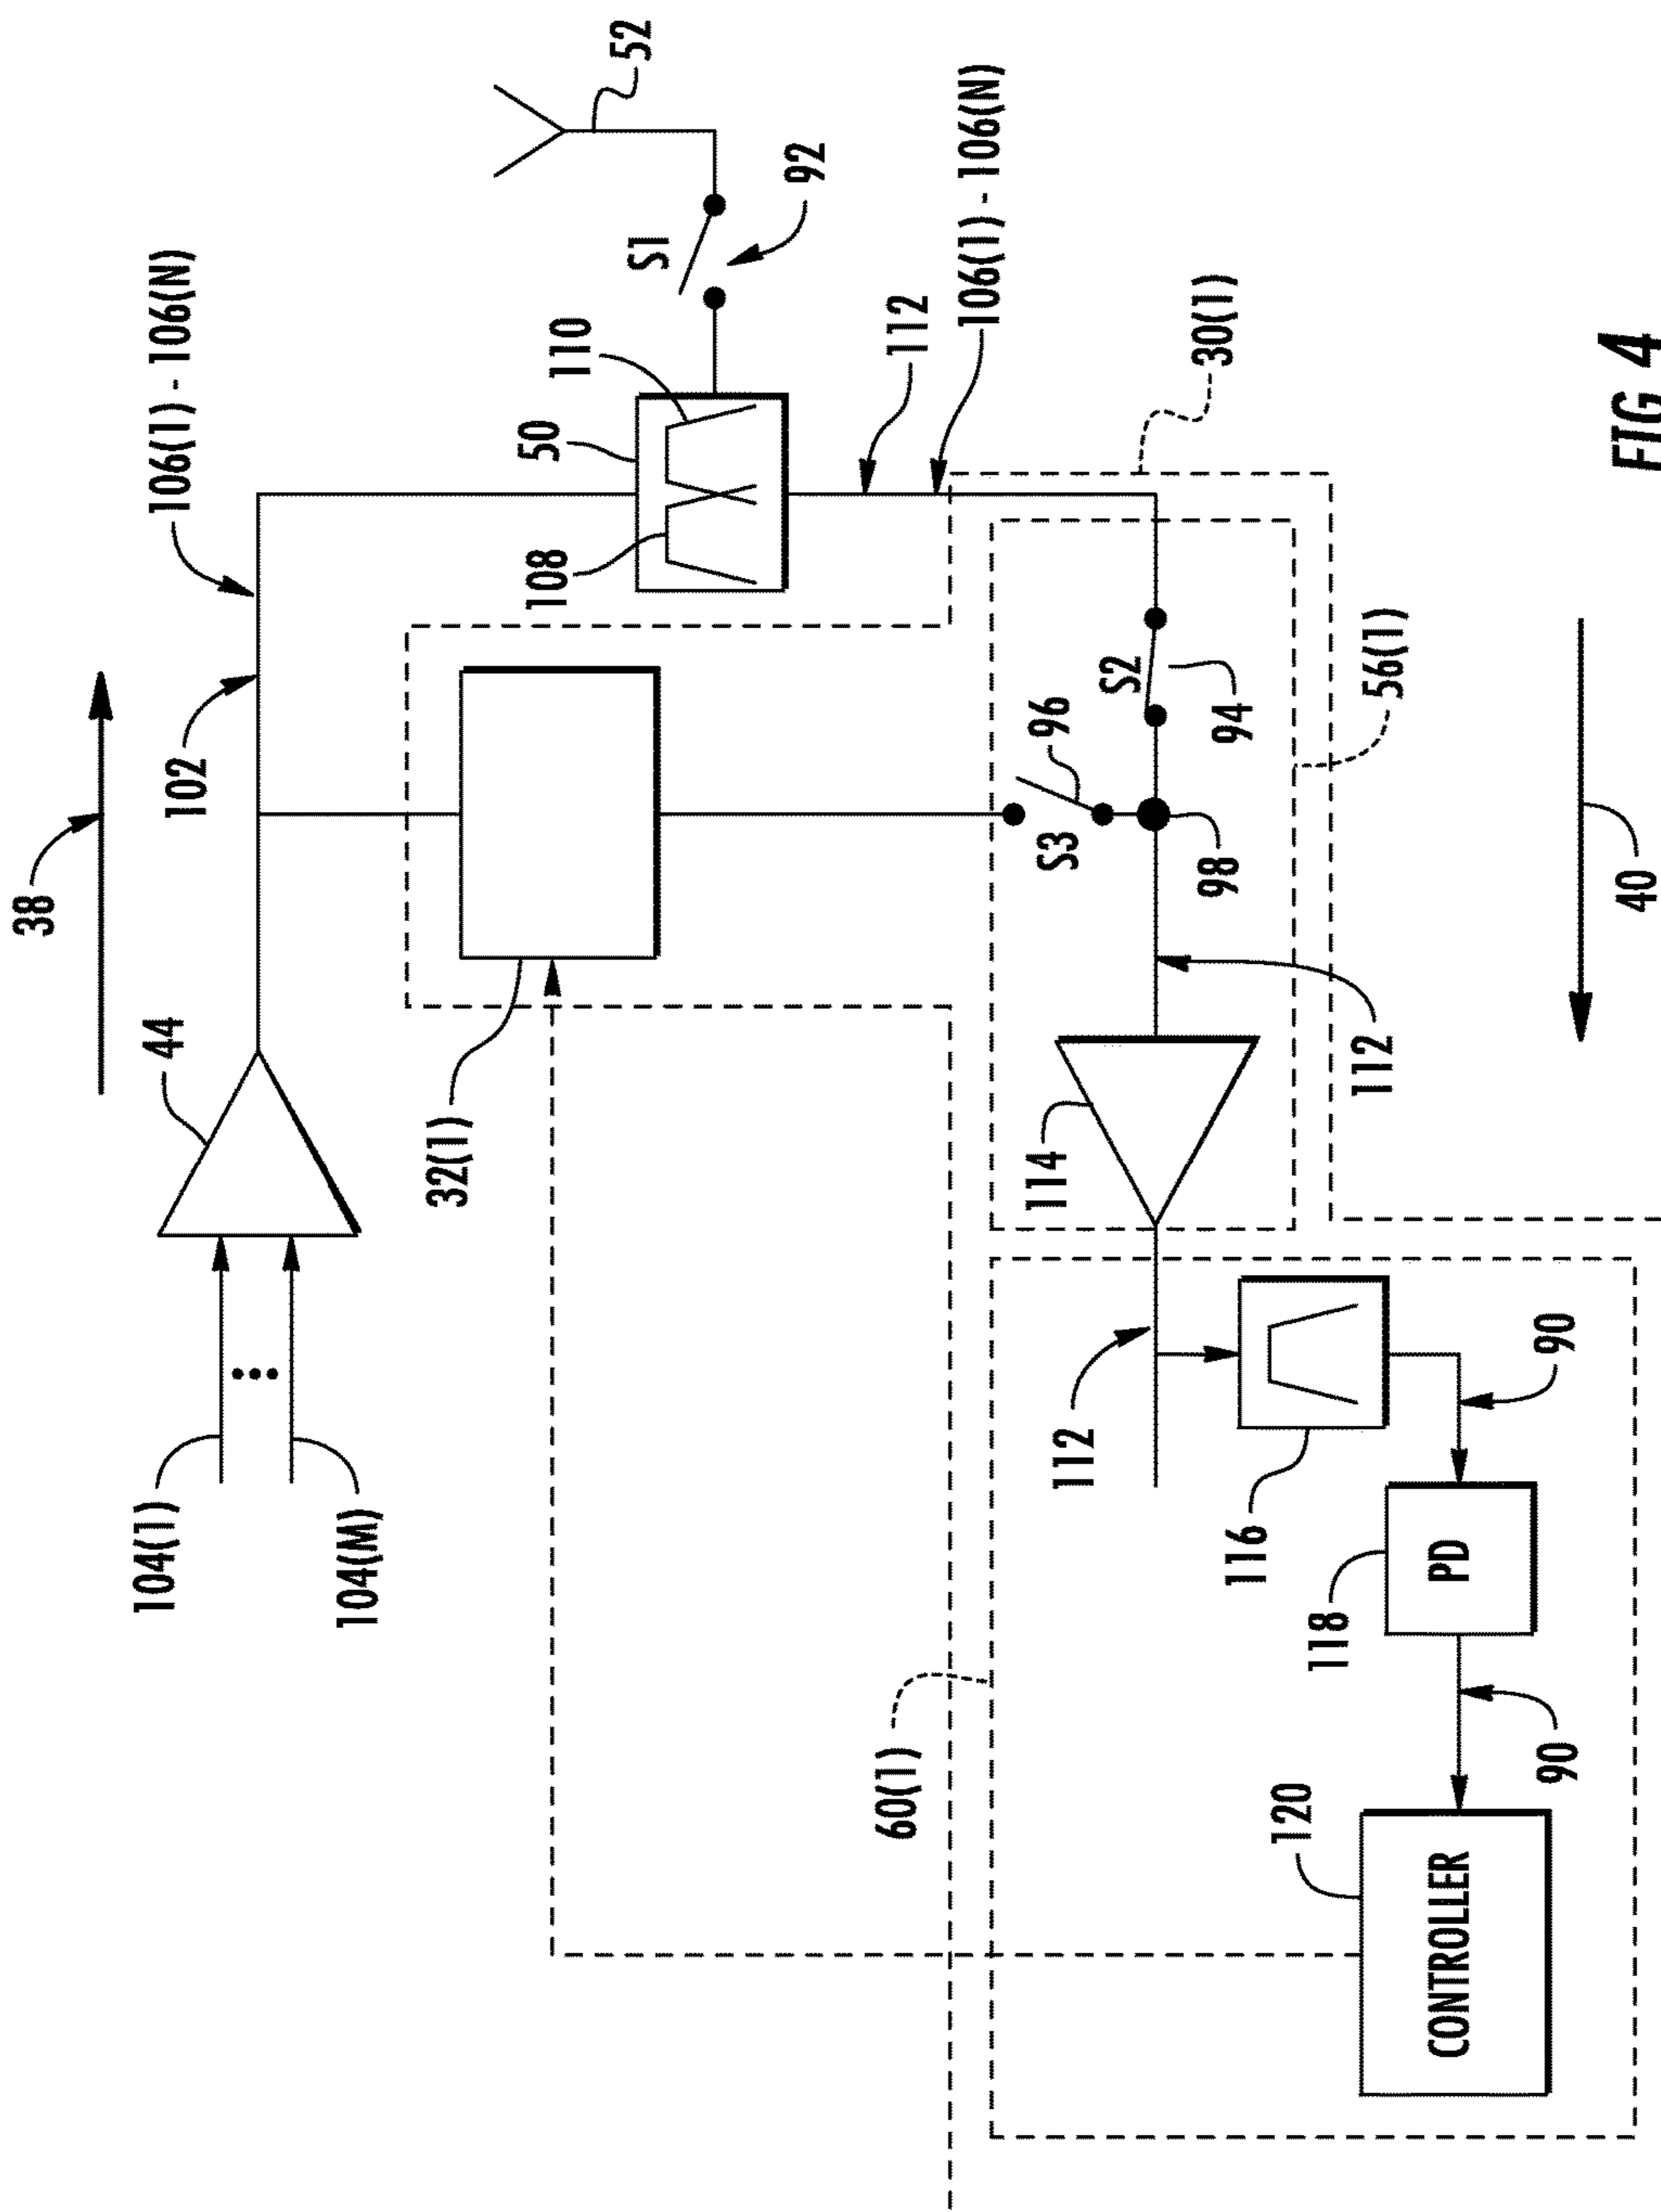 38
44
102
106(1) - 106(N)
104(1)
104(M)
32(1)
108
50
110
S1
92
52
112
106(1) - 106(N)
30(1)
S3
96
S2
94
98
56(1)
114
112
112
60(1)
116
90
118
PD
90
120
CONTROLLER
40
FIG 4